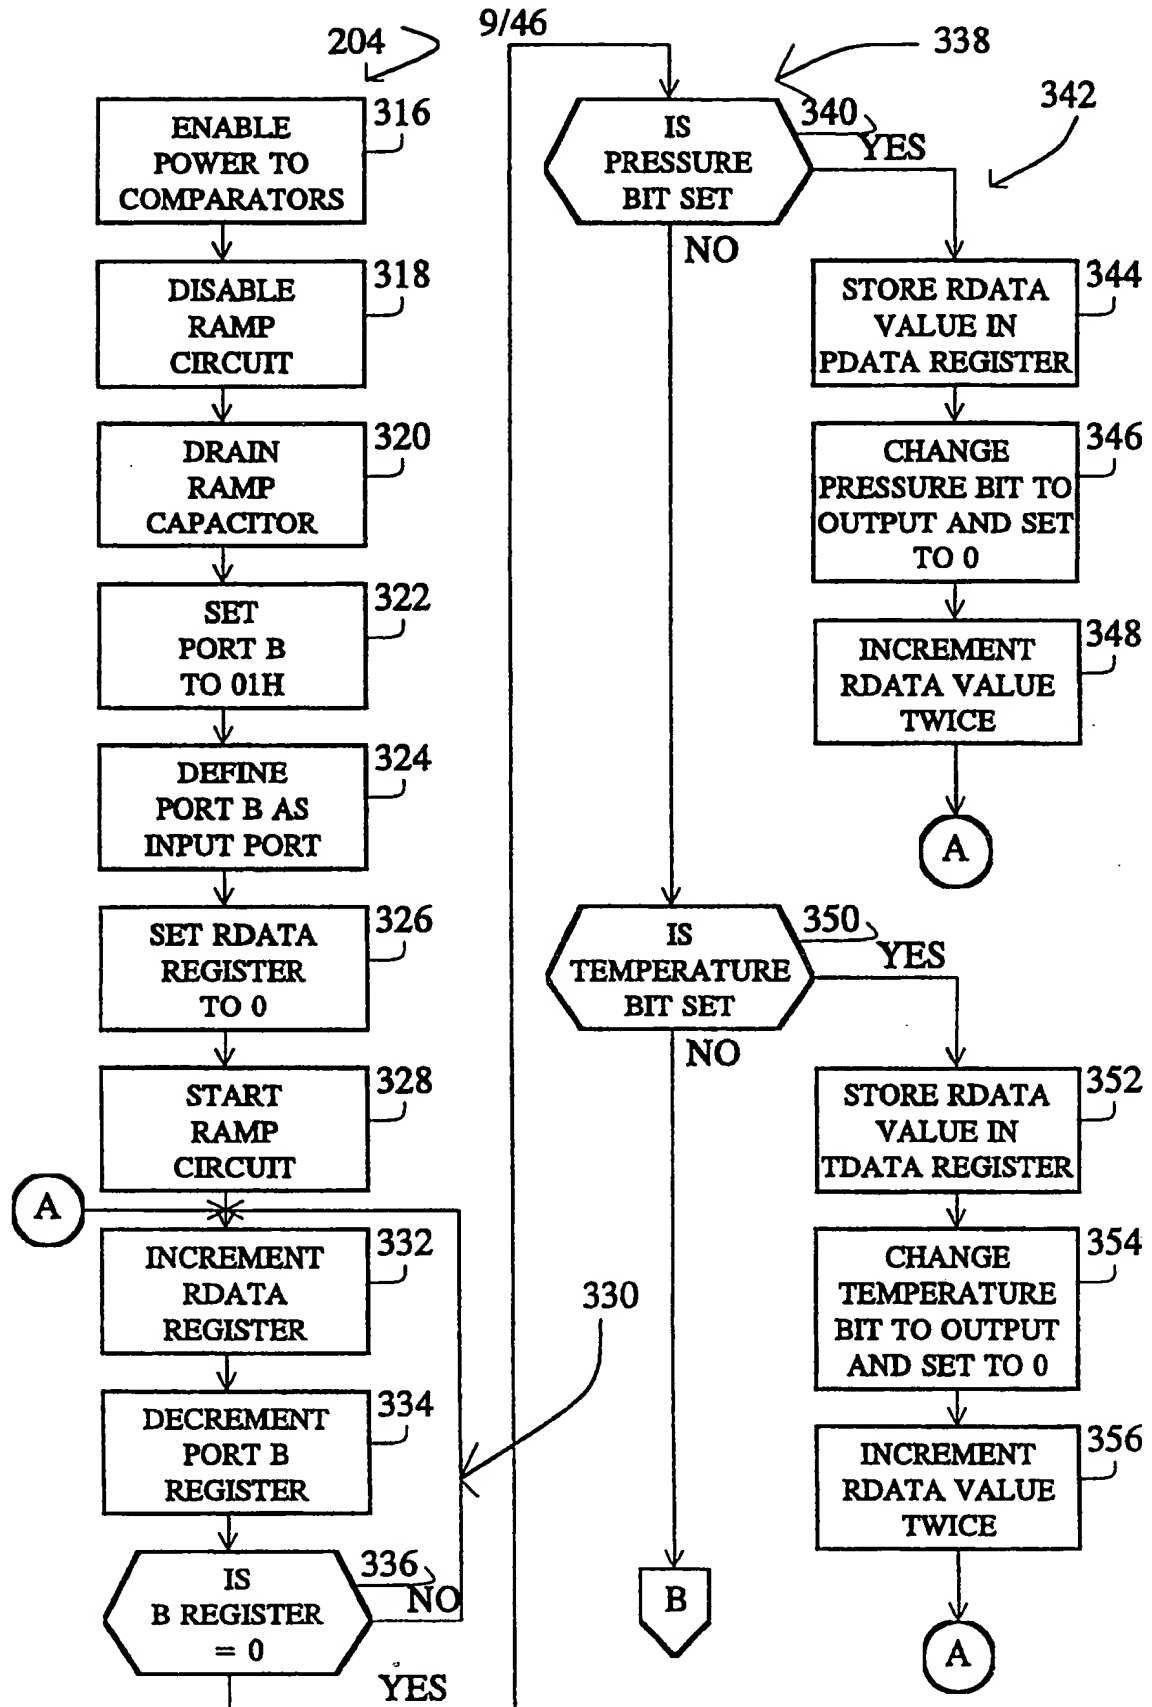 9/46
204
316
ENABLE
POWER TO
COMPARATORS
318
DISABLE
RAMP
CIRCUIT
320
DRAIN
RAMP
CAPACITOR
322
SET
PORT B
TO 01H
324
DEFINE
PORT B AS
INPUT PORT
326
SET RDATA
REGISTER
TO 0
328
START
RAMP
CIRCUIT
A
332
INCREMENT
RDATA
REGISTER
330
334
DECREMENT
PORT B
REGISTER
336
IS
B REGISTER
= 0
NO
YES
338
340
IS
PRESSURE
BIT SET
YES
NO
342
344
STORE RDATA
VALUE IN
PDATA REGISTER
346
CHANGE
PRESSURE BIT TO
OUTPUT AND SET
TO 0
348
INCREMENT
RDATA VALUE
TWICE
A
350
IS
TEMPERATURE
BIT SET
YES
NO
352
STORE RDATA
VALUE IN
TDATA REGISTER
354
CHANGE
TEMPERATURE
BIT TO OUTPUT
AND SET TO 0
356
INCREMENT
RDATA VALUE
TWICE
A
B